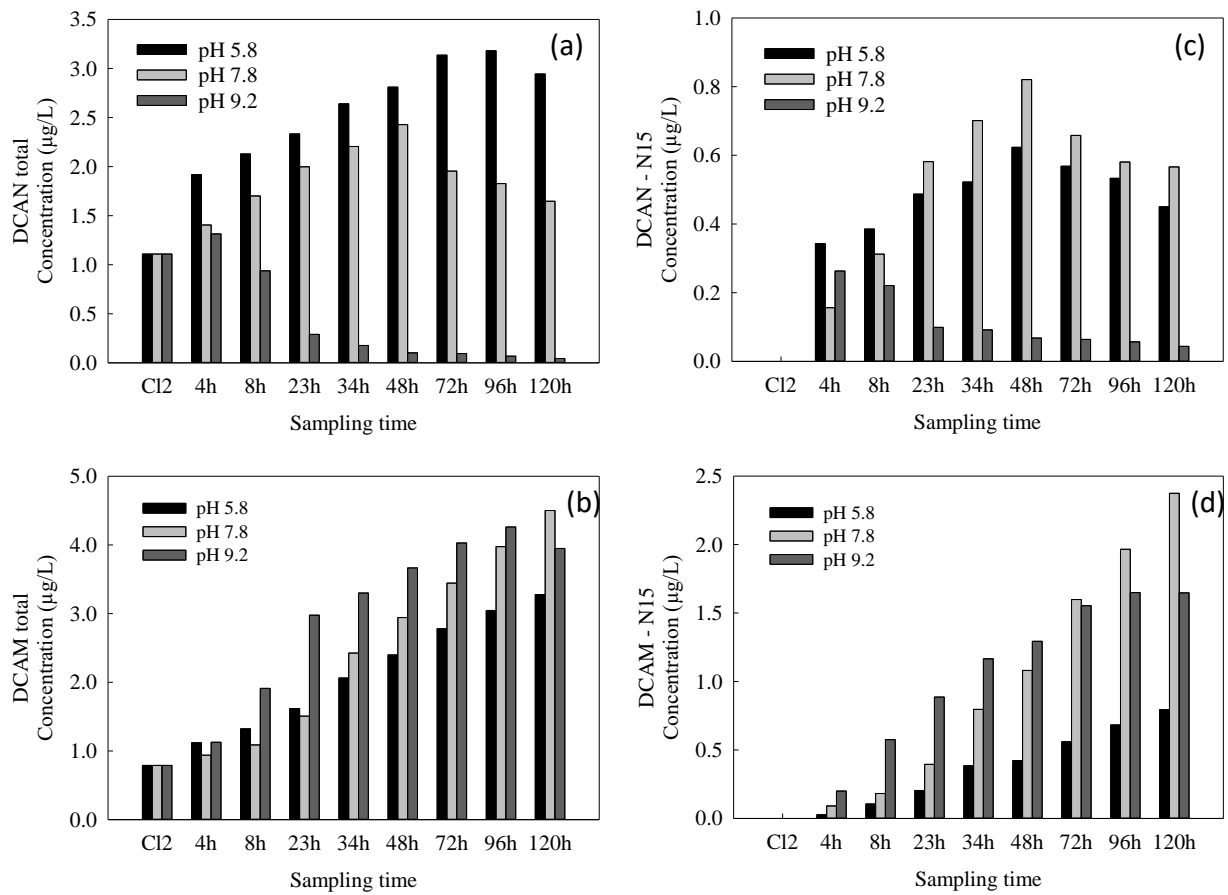 (a)
DCAN total
Concentration (µg/L)
3.5
3.0
2.5
2.0
1.5
1.0
0.5
0.0
pH 5.8
pH 7.8
pH 9.2
Cl2 4h 8h 23h 34h 48h 72h 96h 120h
Sampling time
(c)
DCAN - N15
Concentration (µg/L)
1.0
0.8
0.6
0.4
0.2
0.0
pH 5.8
pH 7.8
pH 9.2
Cl2 4h 8h 23h 34h 48h 72h 96h 120h
Sampling time
(b)
DCAM total
Concentration (µg/L)
5.0
4.0
3.0
2.0
1.0
0.0
pH 5.8
pH 7.8
pH 9.2
Cl2 4h 8h 23h 34h 48h 72h 96h 120h
Sampling time
(d)
DCAM - N15
Concentration (µg/L)
2.5
2.0
1.5
1.0
0.5
0.0
pH 5.8
pH 7.8
pH 9.2
Cl2 4h 8h 23h 34h 48h 72h 96h 120h
Sampling time